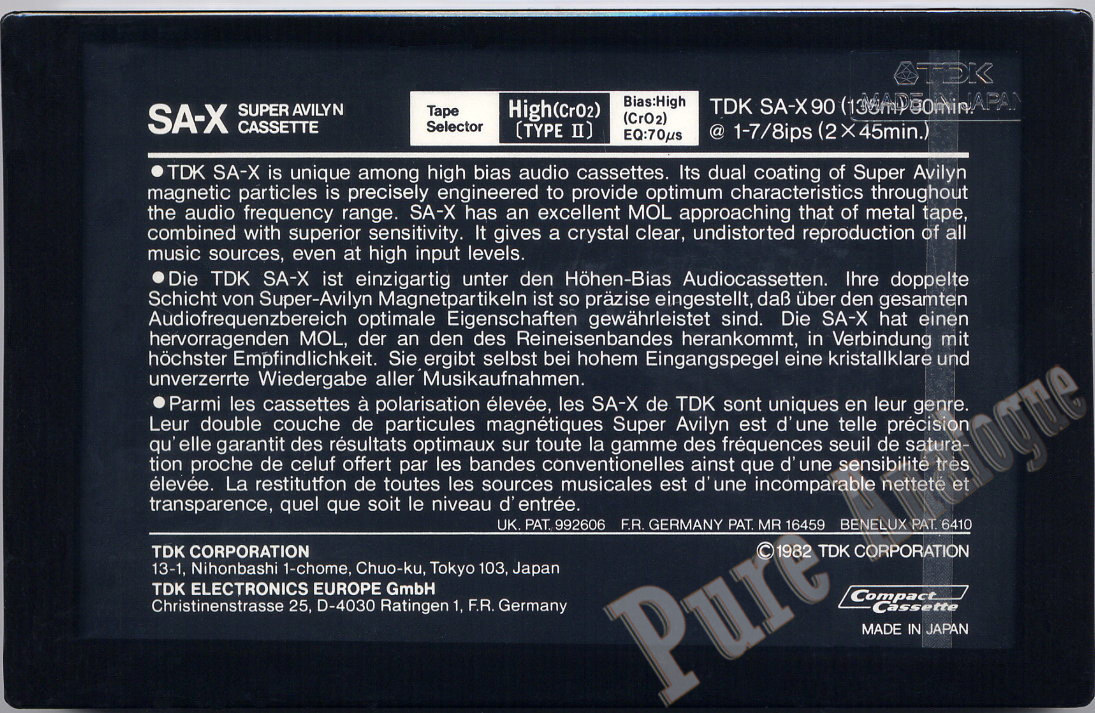 TDK
MADE IN JAPAN
SA-X SUPER AVILYN
CASSETTE
Tape
Selector
High(CrO2)
(TYPE II)
Bias:High
(CrO2)
EQ:70µs
TDK SA-X90 (135m) 90min.
@ 1-7/8ips (2×45min.)
●TDK SA-X is unique among high bias audio cassettes. Its dual coating of Super Avilyn
magnetic particles is precisely engineered to provide optimum characteristics throughout
the audio frequency range. SA-X has an excellent MOL approaching that of metal tape,
combined with superior sensitivity. It gives a crystal clear, undistorted reproduction of all
music sources, even at high input levels.
●Die TDK SA-X ist einzigartig unter den Höhen-Bias Audiocassetten. Ihre doppelte
Schicht von Super-Avilyn Magnetpartikeln ist so präzise eingestellt, daß über den gesamten
Audiofrequenzbereich optimale Eigenschaften gewährleistet sind. Die SA-X hat einen
hervorragenden MOL, der an den des Reineisenbandes herankommt, in Verbindung mit
höchster Empfindlichkeit. Sie ergibt selbst bei hohem Eingangspegel eine kristallklare und
unverzerrte Wiedergabe aller Musikaufnahmen.
●Parmi les cassettes à polarisation élevée, les SA-X de TDK sont uniques en leur genre.
Leur double couche de particules magnétiques Super Avilyn est d'une telle précision
qu'elle garantit des résultats optimaux sur toute la gamme des fréquences seuil de satura-
tion proche de celuf offert par les bandes conventionelles ainst que d'une sensibilité très
élevée. La restitutfon de toutes les sources musicales est d'une incomparable netteté et
transparence, quel que soit le niveau d'entrée.
UK. PAT. 992606 F.R. GERMANY PAT. MR 16459 BENELUX PAT. 6410
TDK CORPORATION
13-1, Nihonbashi 1-chome, Chuo-ku, Tokyo 103, Japan
TDK ELECTRONICS EUROPE GmbH
Christinenstrasse 25, D-4030 Ratingen 1, F.R. Germany
©1982 TDK CORPORATION
Compact
Cassette
MADE IN JAPAN
Pure Analogue